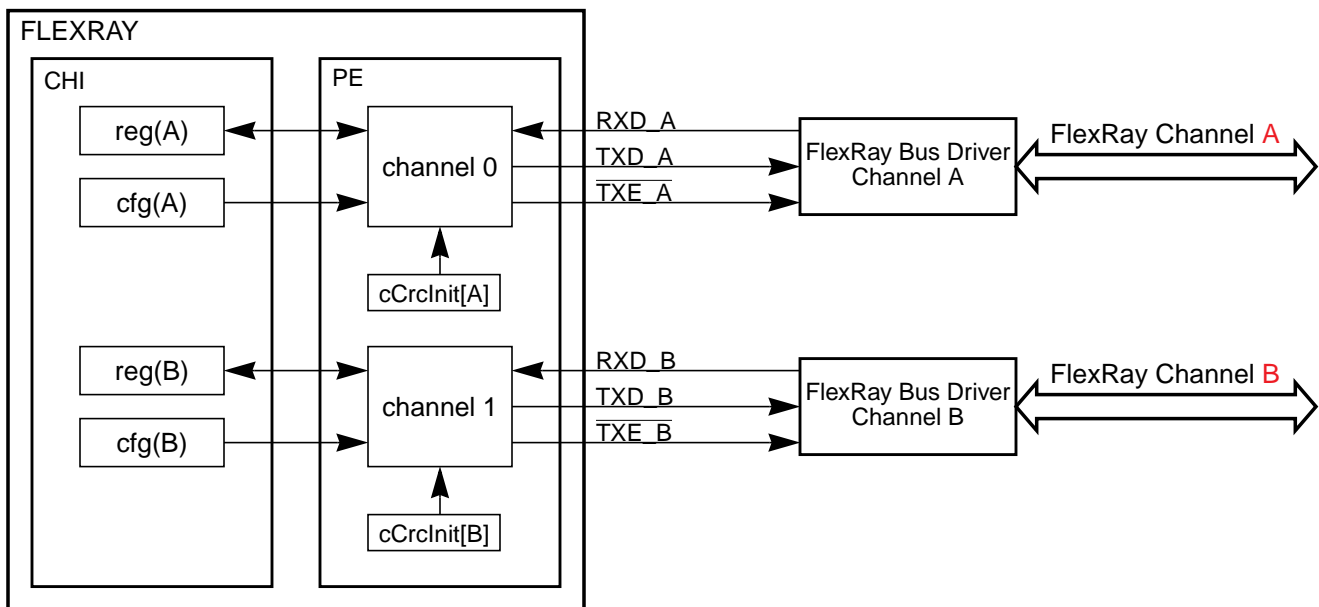 FLEXRAY
CHI
PE
reg(A)
cfg(A)
channel 0
cCrcInit[A]
RXD_A
TXD_A
TXE_A
FlexRay Bus Driver
Channel A
FlexRay Channel A
reg(B)
cfg(B)
channel 1
cCrcInit[B]
RXD_B
TXD_B
TXE_B
FlexRay Bus Driver
Channel B
FlexRay Channel B